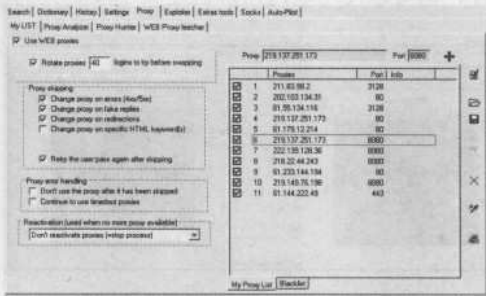 Search | Dictionary | History | Settings | Proxy | Exploiter | Extras tools | Socks | Auto-Pilot
My LIST | Proxy Analyzer | Proxy Hunter | WEB Proxy leecher
Use WEB proxies
Rotate proxies 40 logins to try before swapping
Proxy skipping
Change proxy on errors (4xx/5xx)
Change proxy on fake replies
Change proxy on redirections
Change proxy on specific HTML keyword(s)
Retry the user/pass again after skipping
Proxy error handling
Don't use the proxy after it has been skipped
Continue to use timedout proxies
Reactivation (used when no more proxy available)
Don't reactivate proxies (=stop process)
Proxy 219.137.251.173 Port 8080
Proxies Port Info
1 211.83.98.2 3128
2 202.103.134.31 80
3 61.55.134.116 3128
4 219.137.251.173 80
5 61.179.12.214 80
6 219.137.251.173 8080
7 222.135.128.36 8080
8 218.22.44.243 8080
9 61.233.144.194 80
10 219.149.76.196 8080
11 61.144.222.49 443
My Proxy List | Blacklist